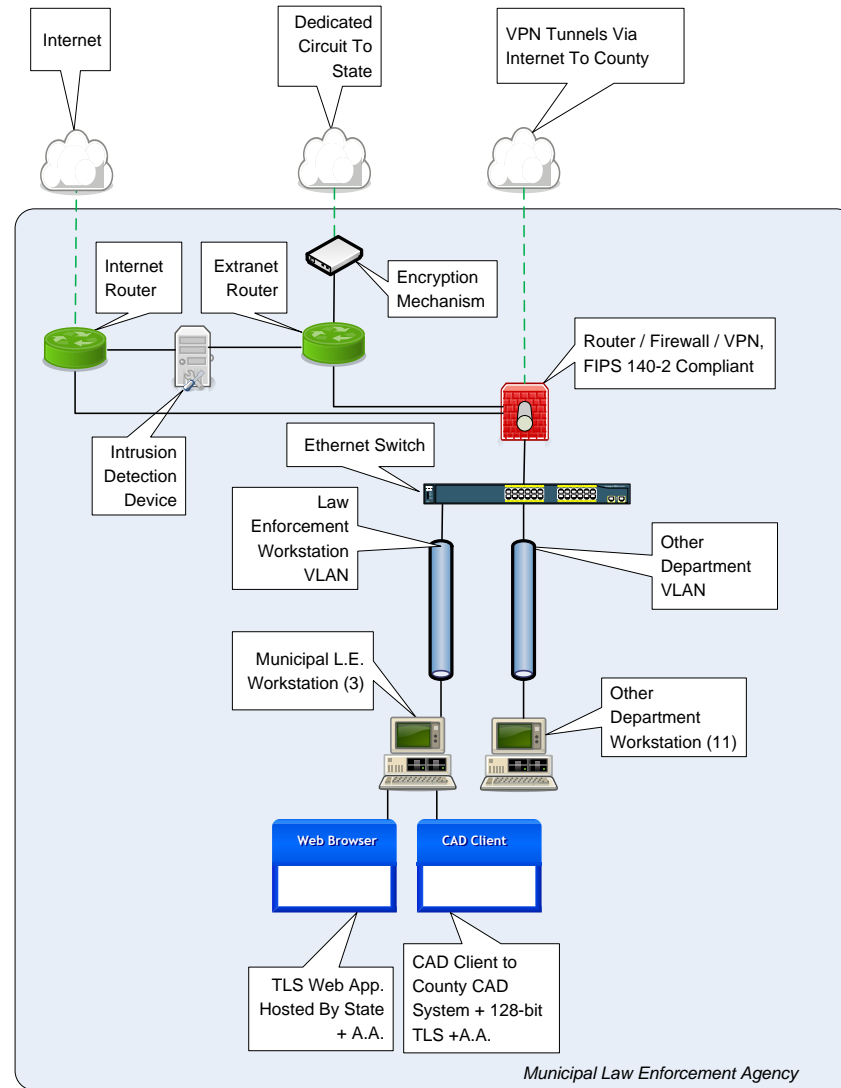 Internet
Dedicated
Circuit To
State
VPN Tunnels Via
Internet To County
Internet
Router
Extranet
Router
Encryption
Mechanism
Router / Firewall / VPN,
FIPS 140-2 Compliant
Intrusion
Detection
Device
Ethernet Switch
Law
Enforcement
Workstation
VLAN
Other
Department
VLAN
Municipal L.E.
Workstation (3)
Other
Department
Workstation (11)
Web Browser
CAD Client
TLS Web App.
Hosted By State
+ A.A.
CAD Client to
County CAD
System + 128-bit
TLS +A.A.
Municipal Law Enforcement Agency